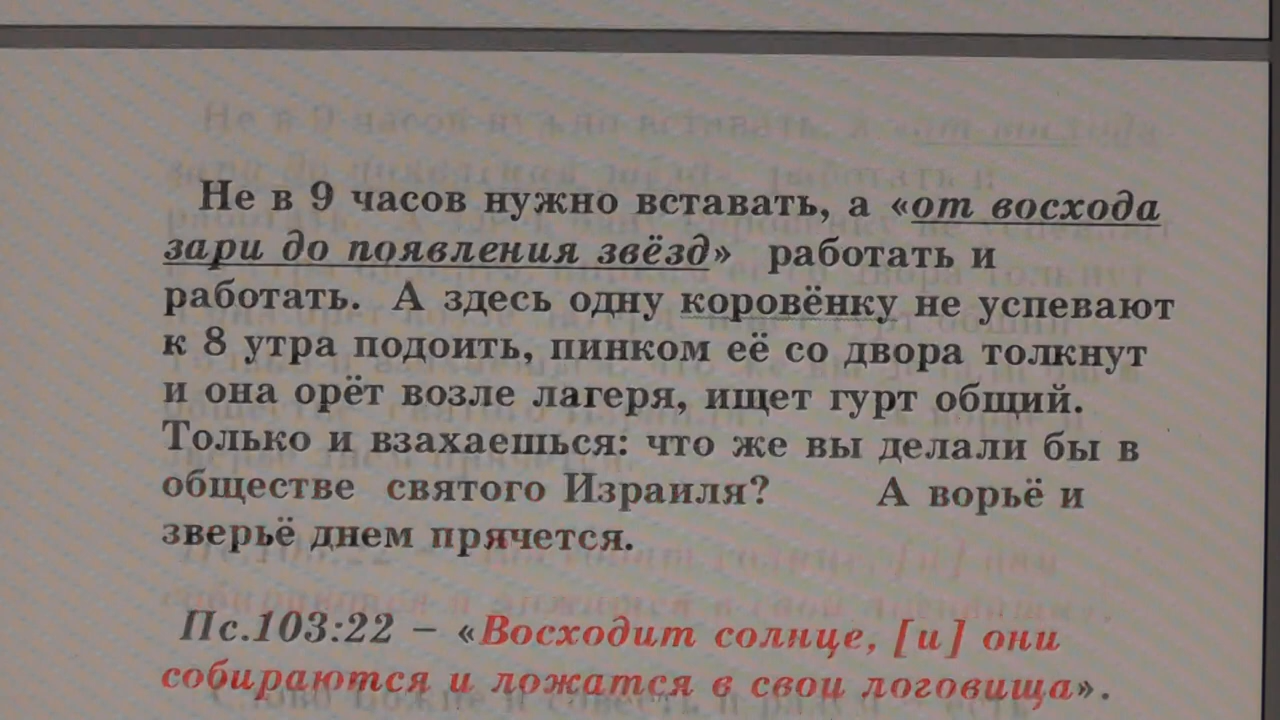 Не в 9 часов нужно вставать, а «от восхода
зари до появления звёзд» работать и
работать. А здесь одну коровёнку не успевают
к 8 утра подоить, пинком её со двора толкнут
и она орёт возле лагеря, ищет гурт общий.
Только и взахаешься: что же вы делали бы в
обществе святого Израиля? А ворьё и
зверьё днем прячется.
Пс.103:22 – «Восходит солнце, [и] они
собираются и ложатся в свои логовища».